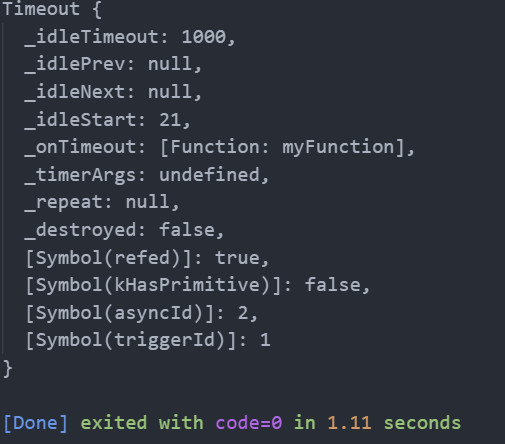 Timeout {
  _idleTimeout: 1000,
  _idlePrev: null,
  _idleNext: null,
  _idleStart: 21,
  _onTimeout: [Function: myFunction],
  _timerArgs: undefined,
  _repeat: null,
  _destroyed: false,
  [Symbol(refed)]: true,
  [Symbol(kHasPrimitive)]: false,
  [Symbol(asyncId)]: 2,
  [Symbol(triggerId)]: 1
}
[Done] exited with code=0 in 1.11 seconds